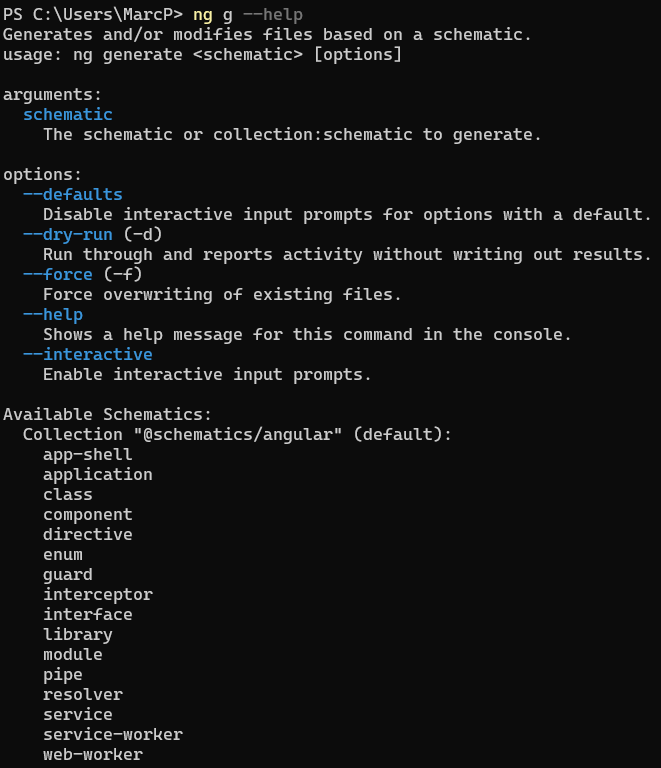 PS C:\Users\MarcP> ng g --help
Generates and/or modifies files based on a schematic.
usage: ng generate <schematic> [options]

arguments:
  schematic
    The schematic or collection:schematic to generate.

options:
  --defaults
    Disable interactive input prompts for options with a default.
  --dry-run (-d)
    Run through and reports activity without writing out results.
  --force (-f)
    Force overwriting of existing files.
  --help
    Shows a help message for this command in the console.
  --interactive
    Enable interactive input prompts.

Available Schematics:
  Collection "@schematics/angular" (default):
    app-shell
    application
    class
    component
    directive
    enum
    guard
    interceptor
    interface
    library
    module
    pipe
    resolver
    service
    service-worker
    web-worker